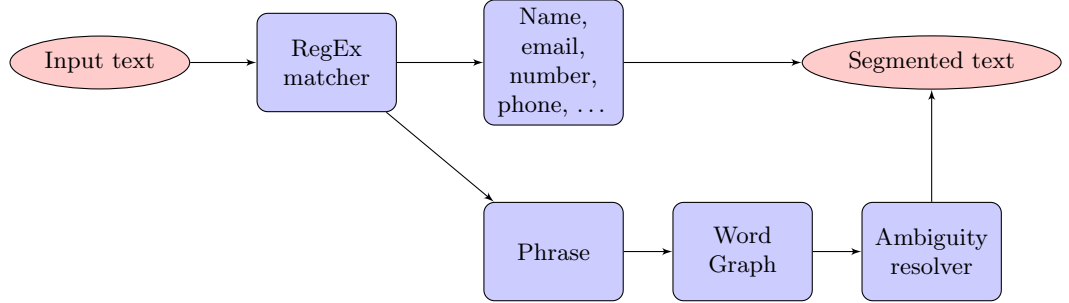 Input text
RegEx
matcher
Name,
email,
number,
phone, ...
Segmented text
Phrase
Word
Graph
Ambiguity
resolver